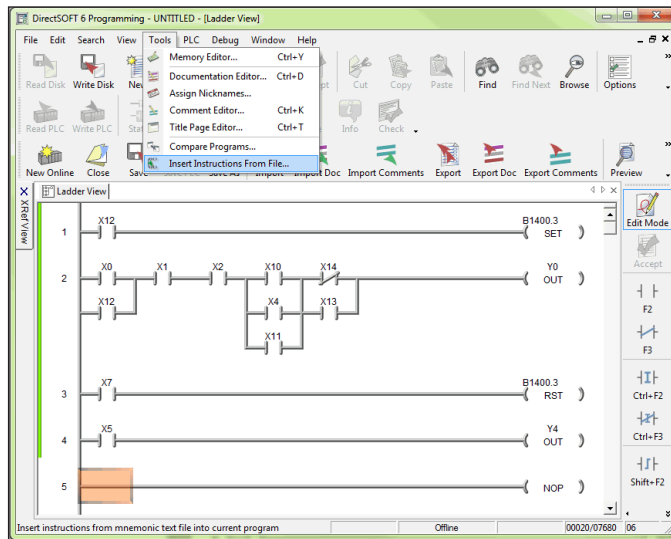 DirectSOFT 6 Programming - UNTITLED - [Ladder View]
File Edit Search View Tools PLC Debug Window Help
Memory Editor... Ctrl+Y
Documentation Editor... Ctrl+D
Assign Nicknames...
Comment Editor... Ctrl+K
Title Page Editor... Ctrl+T
Compare Programs...
Insert Instructions From File...
Read Disk Write Disk Cut Copy Paste Find Find Next Browse Options
Read PLC Write PLC Info Check
New Online Close Import Comments Export Export Doc Export Comments Preview
XRef View
Ladder View
Edit Mode
Accept
F2
F3
Ctrl+F2
Ctrl+F3
Shift+F2
1 X12 B1400.3
SET
2 X0 X1 X2 X10 X14 Y0
OUT
X12 X4 X13
X11
3 X7 B1400.3
RST
4 X5 Y4
OUT
5 NOP
Insert instructions from mnemonic text file into current program Offline 00020/07680 06